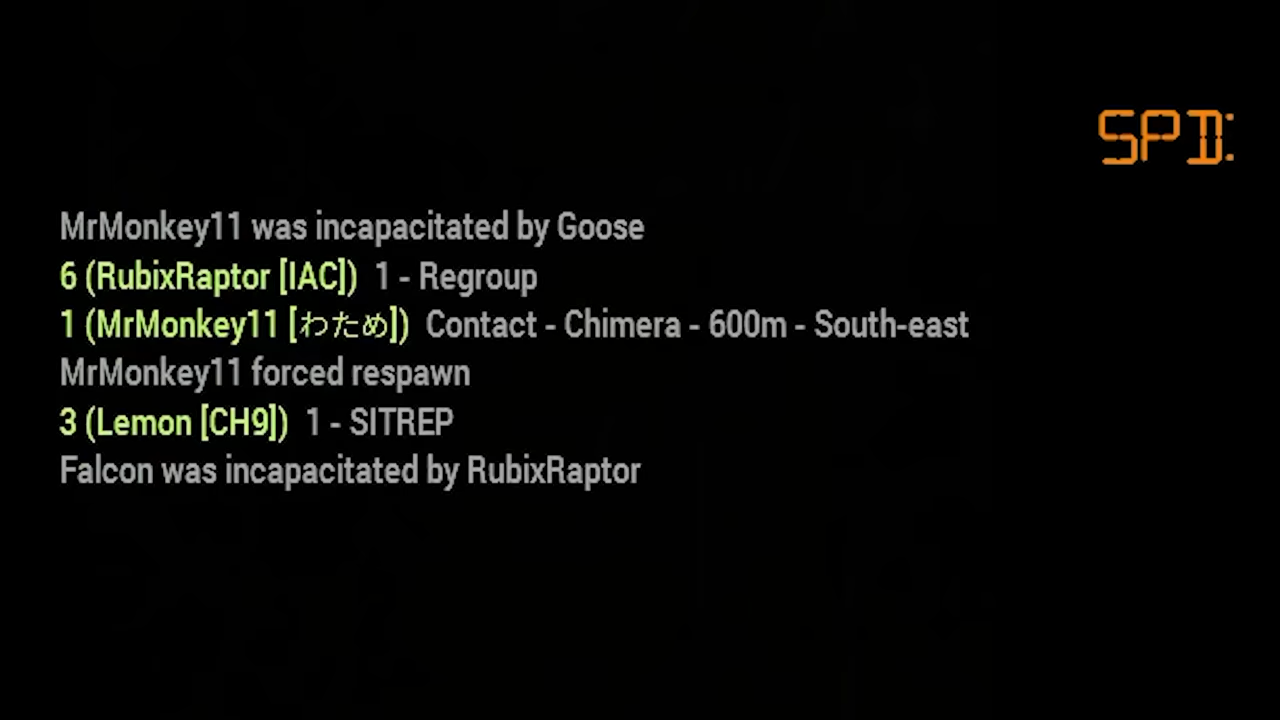 SPD:
MrMonkey11 was incapacitated by Goose
6 (RubixRaptor [IAC]) 1 - Regroup
1 (MrMonkey11 [わため]) Contact - Chimera - 600m - South-east
MrMonkey11 forced respawn
3 (Lemon [CH9]) 1 - SITREP
Falcon was incapacitated by RubixRaptor